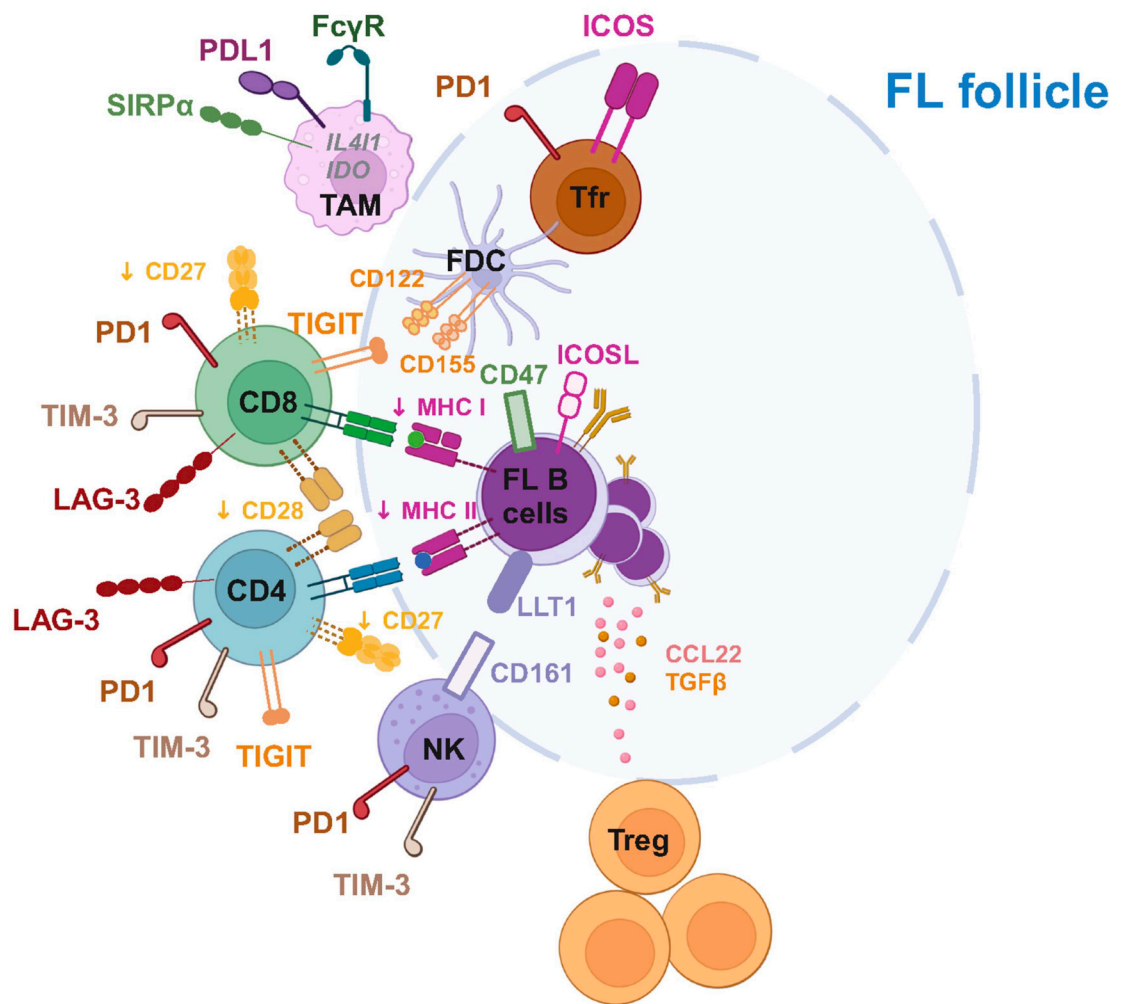 FcγR
ICOS
PDL1
PD1
FL follicle
SIRPα
IL4I1
IDO
TAM
Tfr
FDC
↓ CD27
CD122
PD1
TIGIT
CD155
ICOSL
CD47
TIM-3
CD8
↓ MHC I
LAG-3
FL B
cells
↓ CD28
↓ MHC II
CD4
LLT1
LAG-3
↓ CD27
CCL22
TGFβ
CD161
PD1
TIM-3
TIGIT
NK
PD1
TIM-3
Treg